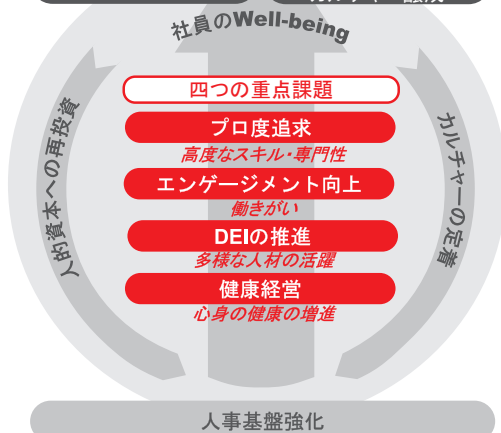 社員のWell-being
四つの重点課題
プロ度追求
高度なスキル・専門性
エンゲージメント向上
働きがい
DEIの推進
多様な人材の活躍
健康経営
心身の健康の増進
人的資本への再投資
カルチャーの定着
人事基盤強化